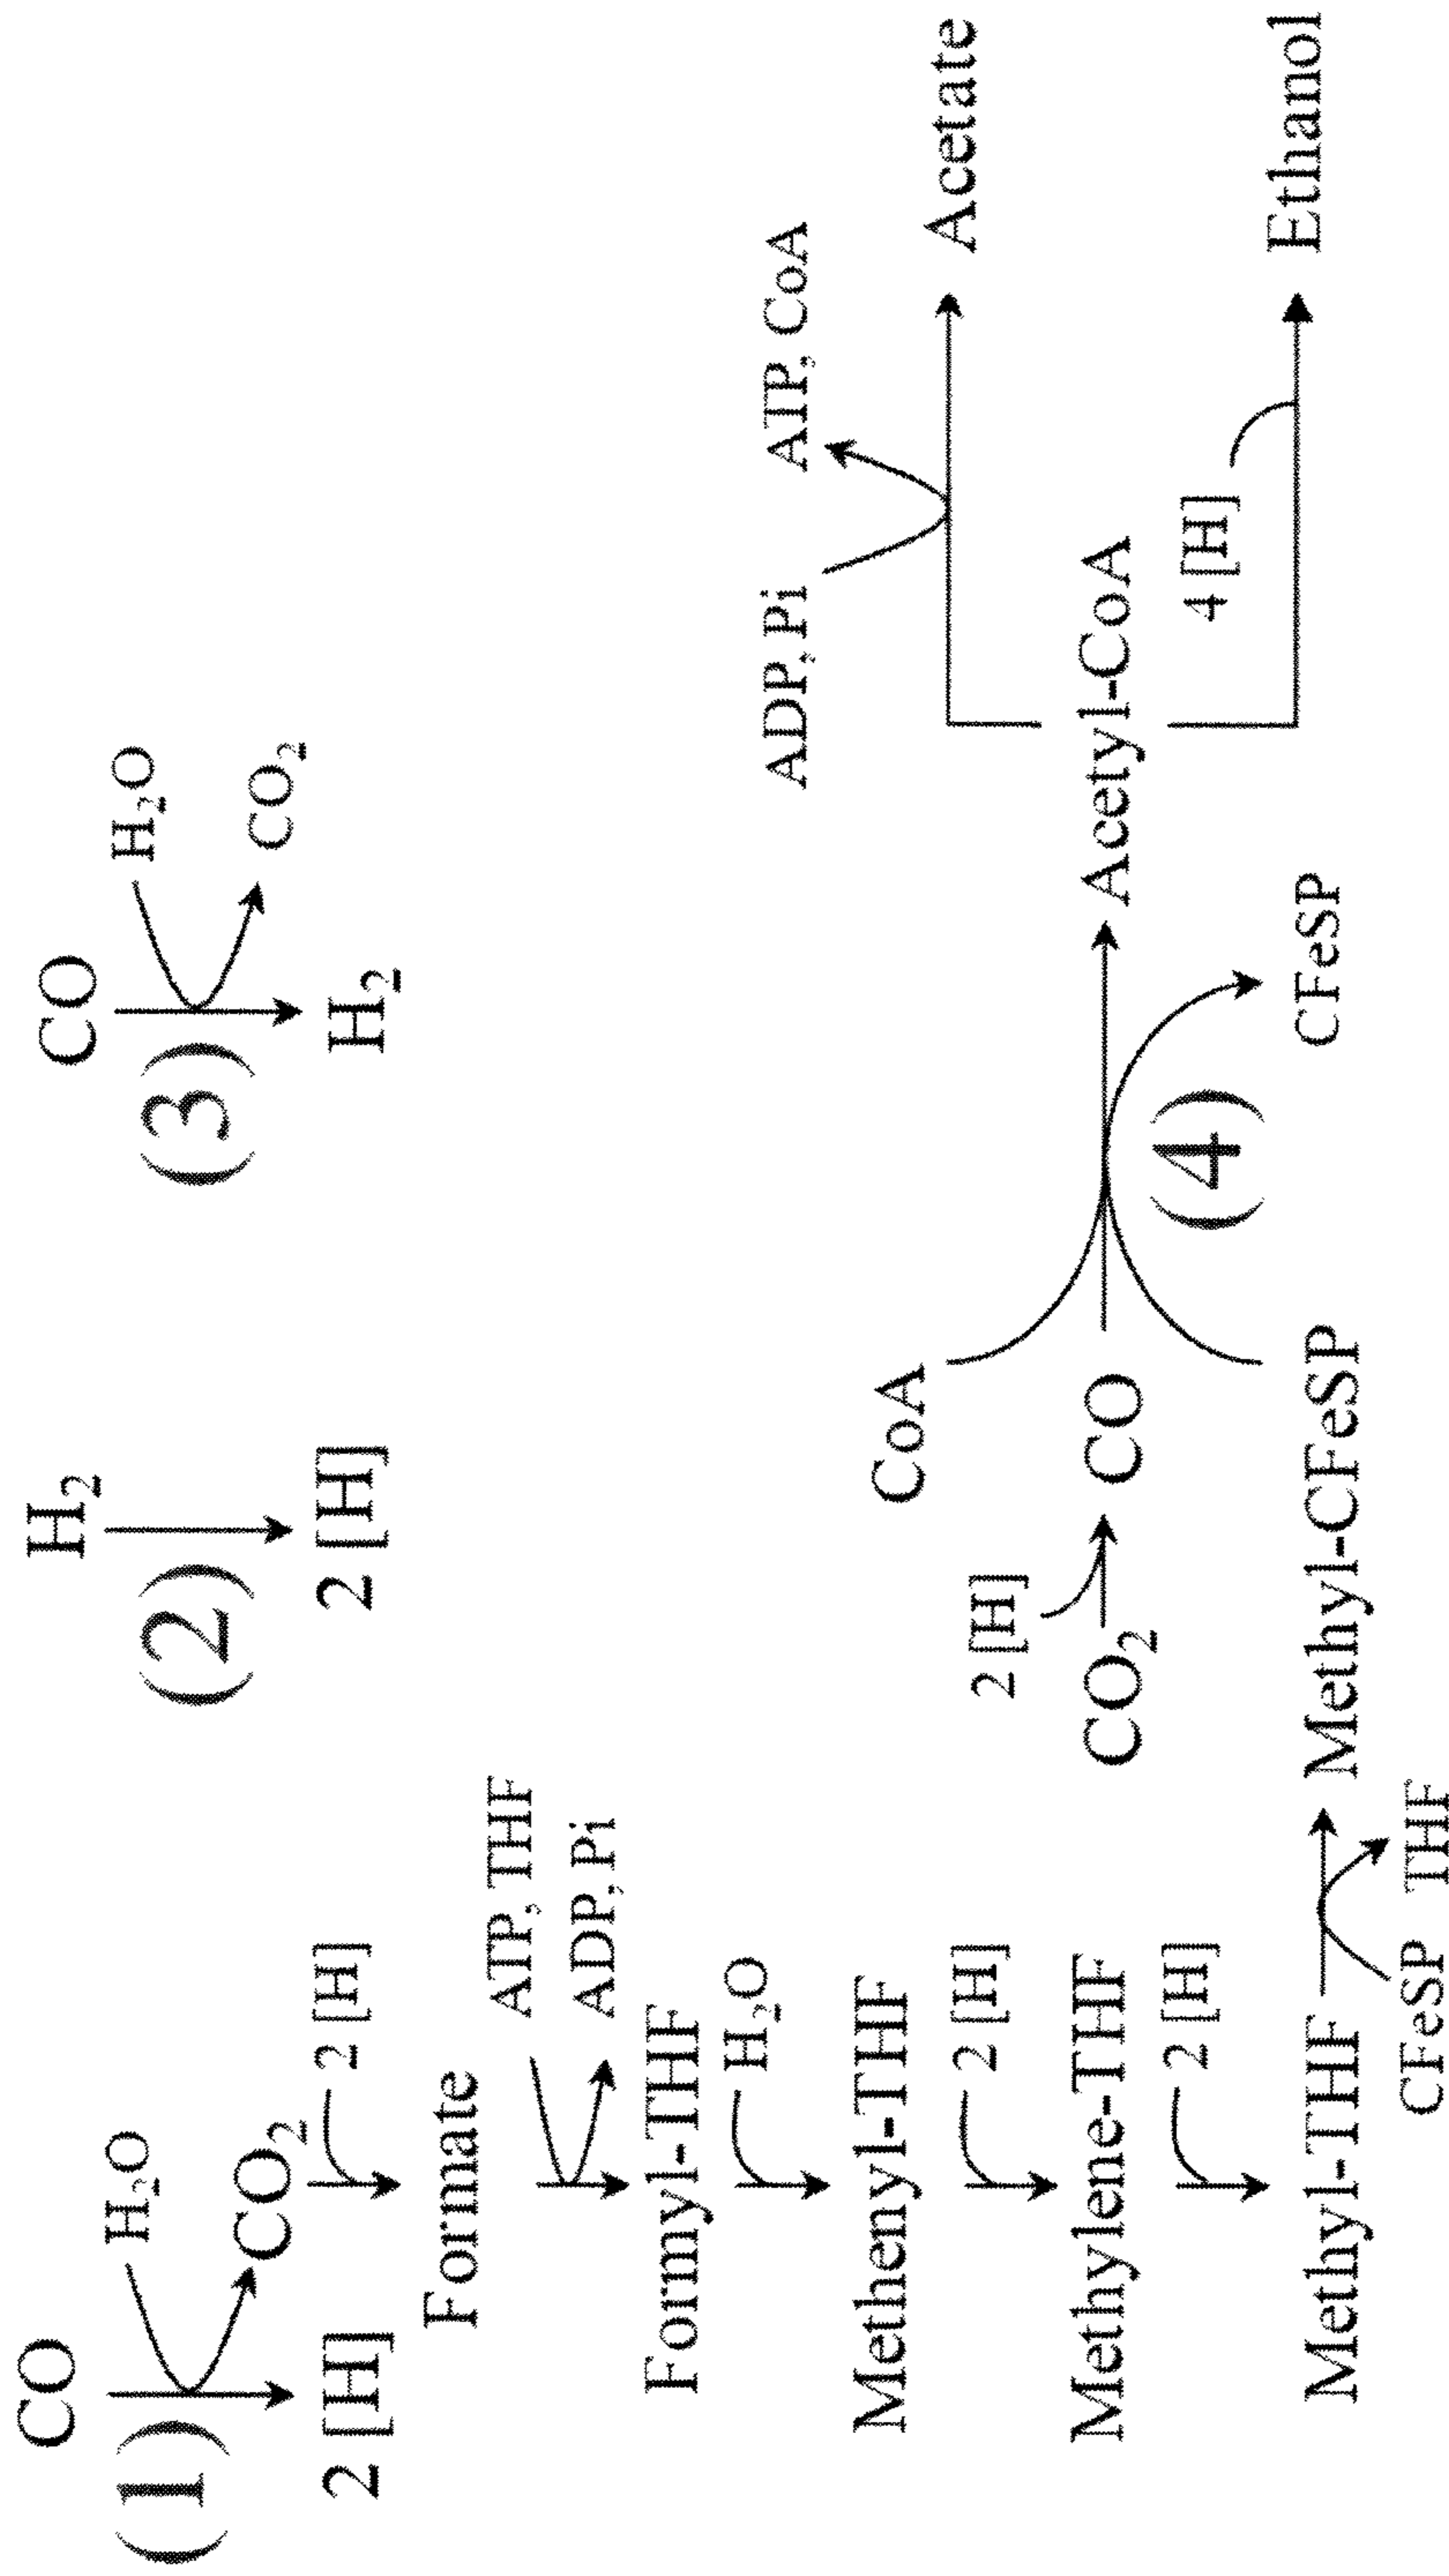 CO
H₂O
(1)
CO₂
2 [H]
2 [H]
Formate
ATP, THF
ADP, Pi
Formyl-THF
H₂O
Methenyl-THF
2 [H]
Methylene-THF
2 [H]
Methyl-THF
CFeSP THF
Methyl-CFeSP
H₂
(2)
2 [H]
CO
H₂O
(3)
CO₂
H₂
CoA
2 [H]
CO₂
CO
(4)
CFeSP
Acetyl-CoA
ADP, Pi
ATP, CoA
Acetate
4 [H]
Ethanol